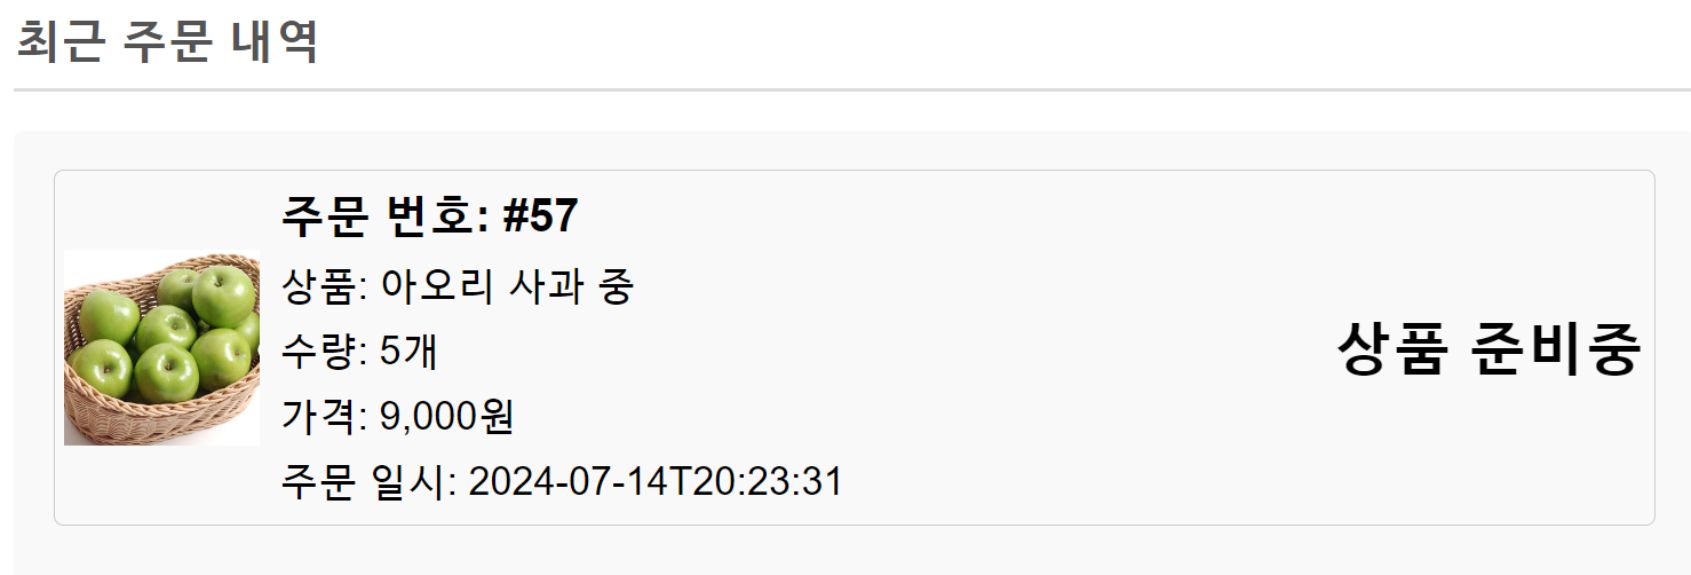 최근 주문 내역
주문 번호: #57
상품: 아오리 사과 중
수량: 5개
가격: 9,000원
주문 일시: 2024-07-14T20:23:31
상품 준비중